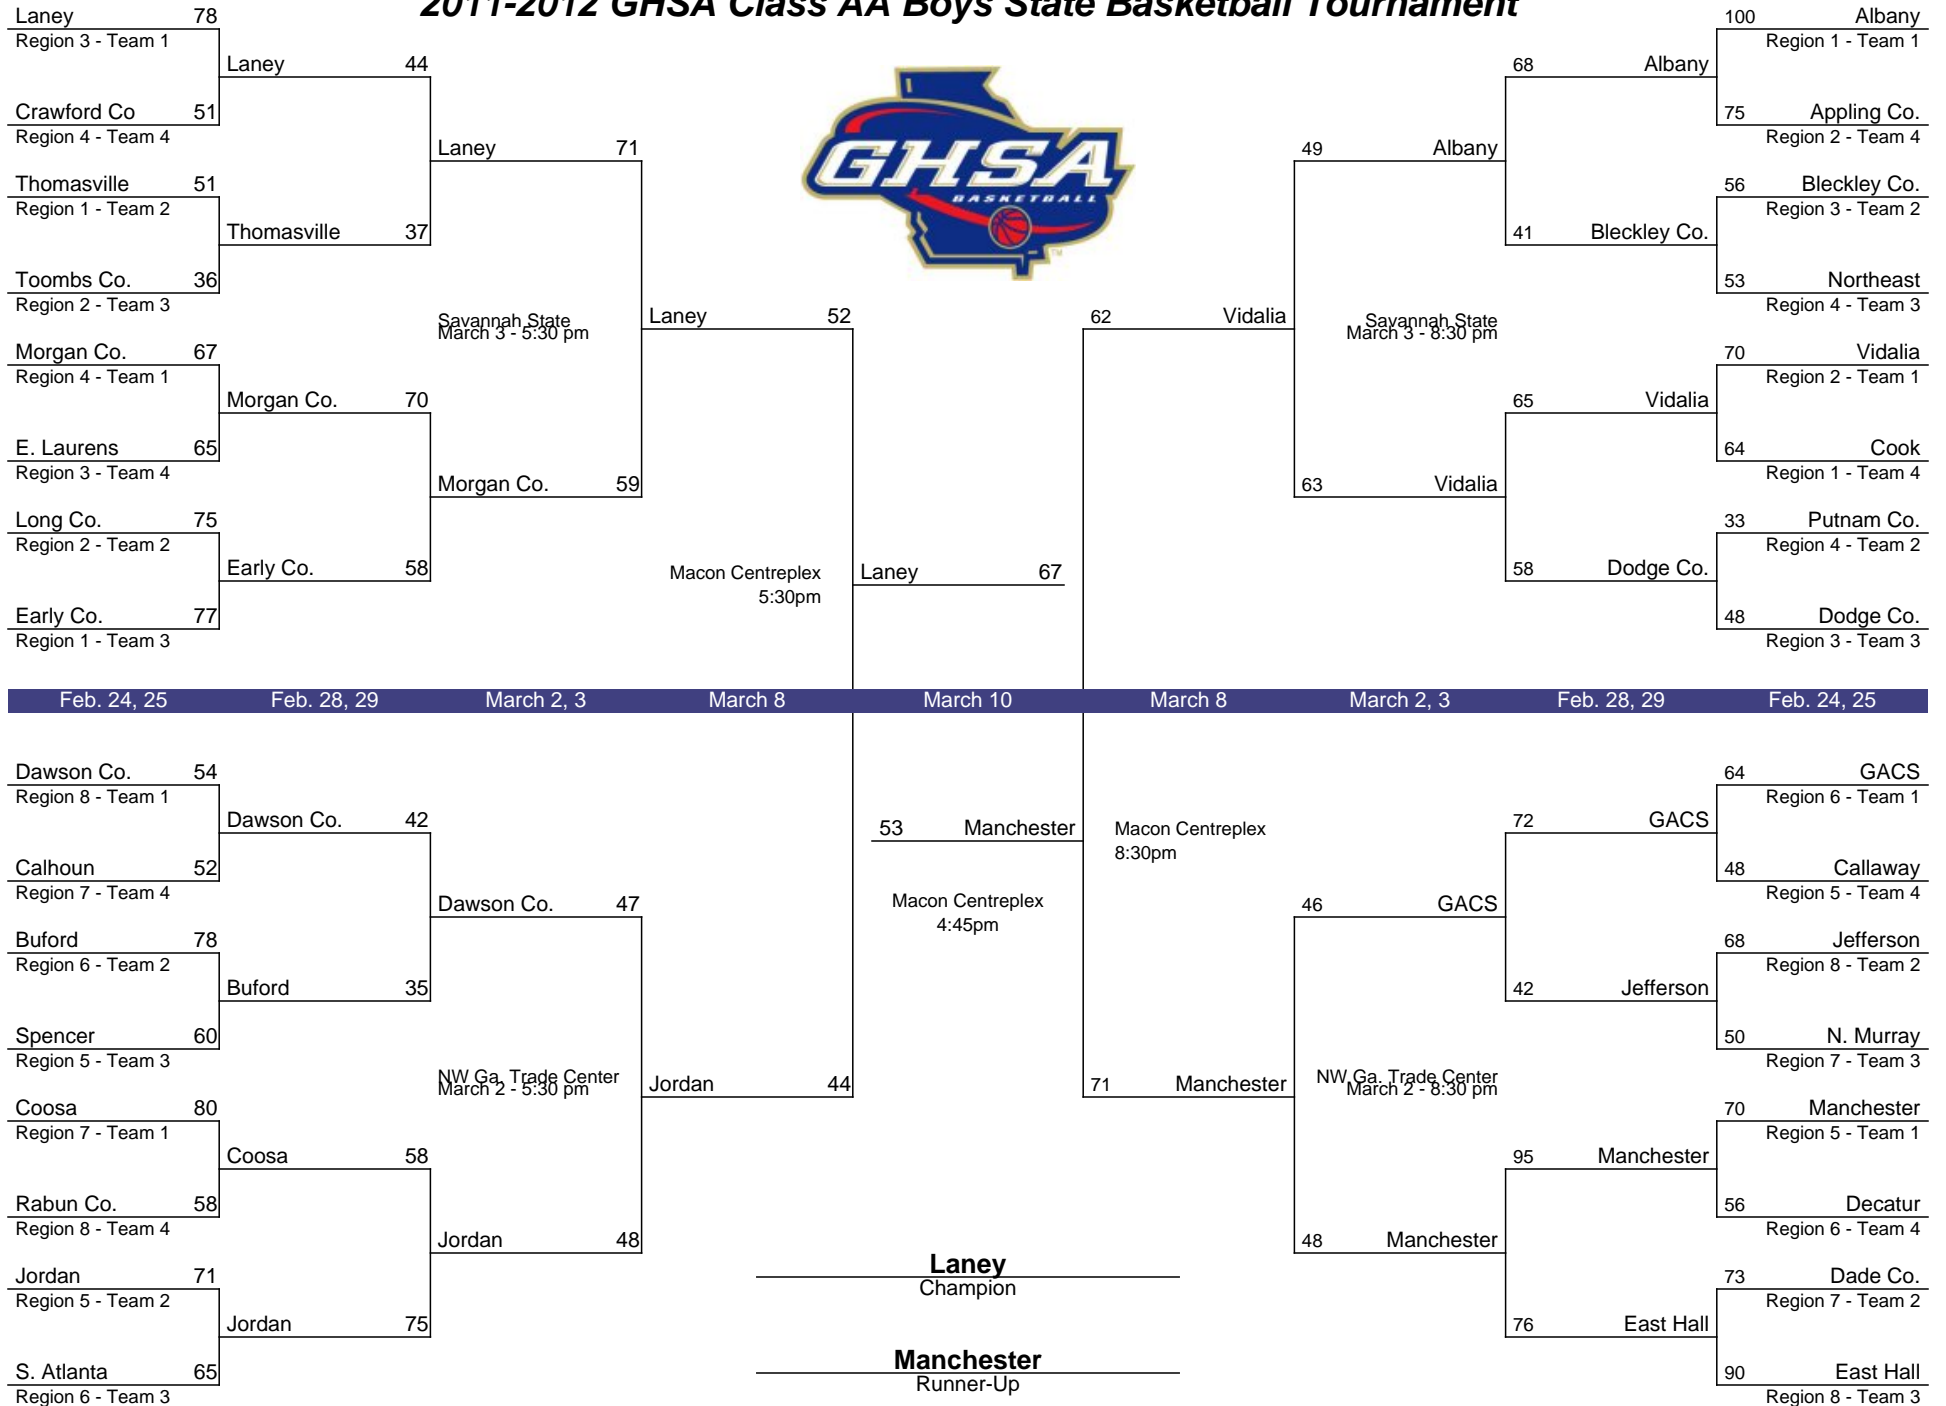 2011-2012 GHSA Class AA Boys State Basketball Tournament
Laney 78
Region 3 - Team 1
Crawford Co 51
Region 4 - Team 4
Thomasville 51
Region 1 - Team 2
Toombs Co. 36
Region 2 - Team 3
Morgan Co. 67
Region 4 - Team 1
E. Laurens 65
Region 3 - Team 4
Long Co. 75
Region 2 - Team 2
Early Co. 77
Region 1 - Team 3
Laney 44
Thomasville 37
Morgan Co. 70
Early Co. 58
Laney 71
Savannah State
March 3 - 5:30 pm
Morgan Co. 59
Laney 52
Macon Centreplex
5:30pm
Laney 67
GHSA
BASKETBALL
TM
62 Vidalia
49 Albany
Savannah State
March 3 - 8:30 pm
63 Vidalia
68 Albany
41 Bleckley Co.
65 Vidalia
58 Dodge Co.
100 Albany
Region 1 - Team 1
75 Appling Co.
Region 2 - Team 4
56 Bleckley Co.
Region 3 - Team 2
53 Northeast
Region 4 - Team 3
70 Vidalia
Region 2 - Team 1
64 Cook
Region 1 - Team 4
33 Putnam Co.
Region 4 - Team 2
48 Dodge Co.
Region 3 - Team 3
Feb. 24, 25 Feb. 28, 29 March 2, 3 March 8 March 10 March 8 March 2, 3 Feb. 28, 29 Feb. 24, 25
Dawson Co. 54
Region 8 - Team 1
Calhoun 52
Region 7 - Team 4
Buford 78
Region 6 - Team 2
Spencer 60
Region 5 - Team 3
Coosa 80
Region 7 - Team 1
Rabun Co. 58
Region 8 - Team 4
Jordan 71
Region 5 - Team 2
S. Atlanta 65
Region 6 - Team 3
Dawson Co. 42
Buford 35
Coosa 58
Jordan 75
Dawson Co. 47
NW Ga. Trade Center
March 2 - 5:30 pm
Jordan 48
Jordan 44
53 Manchester
Macon Centreplex
4:45pm
Macon Centreplex
8:30pm
71 Manchester
46 GACS
NW Ga. Trade Center
March 2 - 8:30 pm
48 Manchester
72 GACS
42 Jefferson
95 Manchester
76 East Hall
64 GACS
Region 6 - Team 1
48 Callaway
Region 5 - Team 4
68 Jefferson
Region 8 - Team 2
50 N. Murray
Region 7 - Team 3
70 Manchester
Region 5 - Team 1
56 Decatur
Region 6 - Team 4
73 Dade Co.
Region 7 - Team 2
90 East Hall
Region 8 - Team 3
Laney
Champion
Manchester
Runner-Up